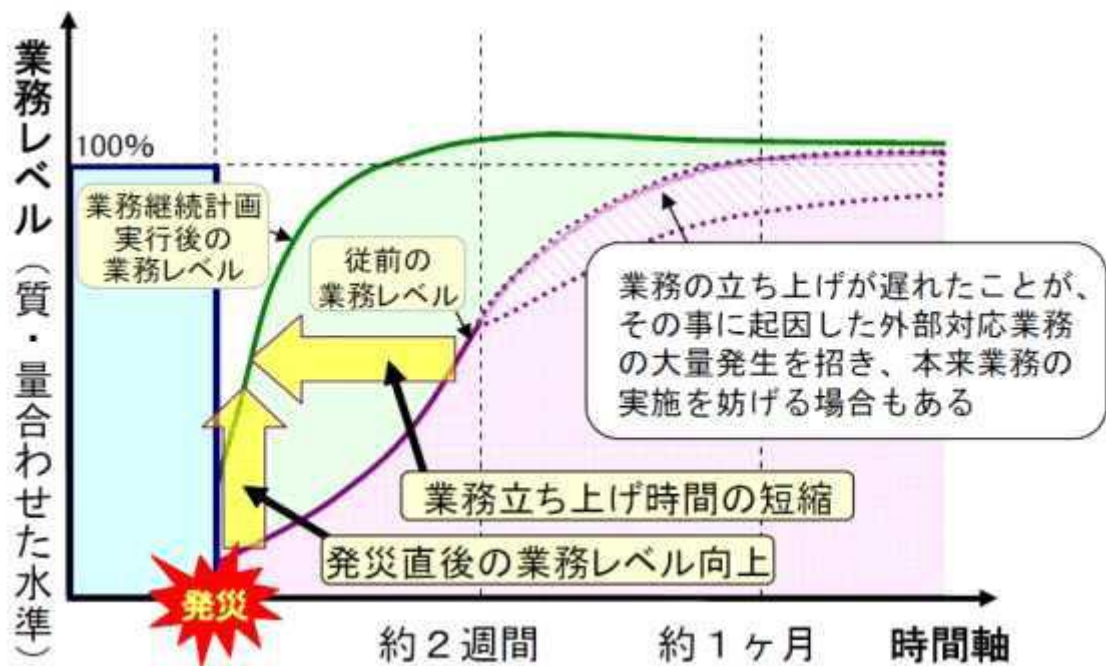 業務レベル（質・量合わせた水準）
100%
業務継続計画
実行後の
業務レベル
従前の
業務レベル
業務の立ち上げが遅れたことが、
その事に起因した外部対応業務
の大量発生を招き、本来業務の
実施を妨げる場合もある
業務立ち上げ時間の短縮
発災直後の業務レベル向上
発災
約２週間
約１ヶ月
時間軸